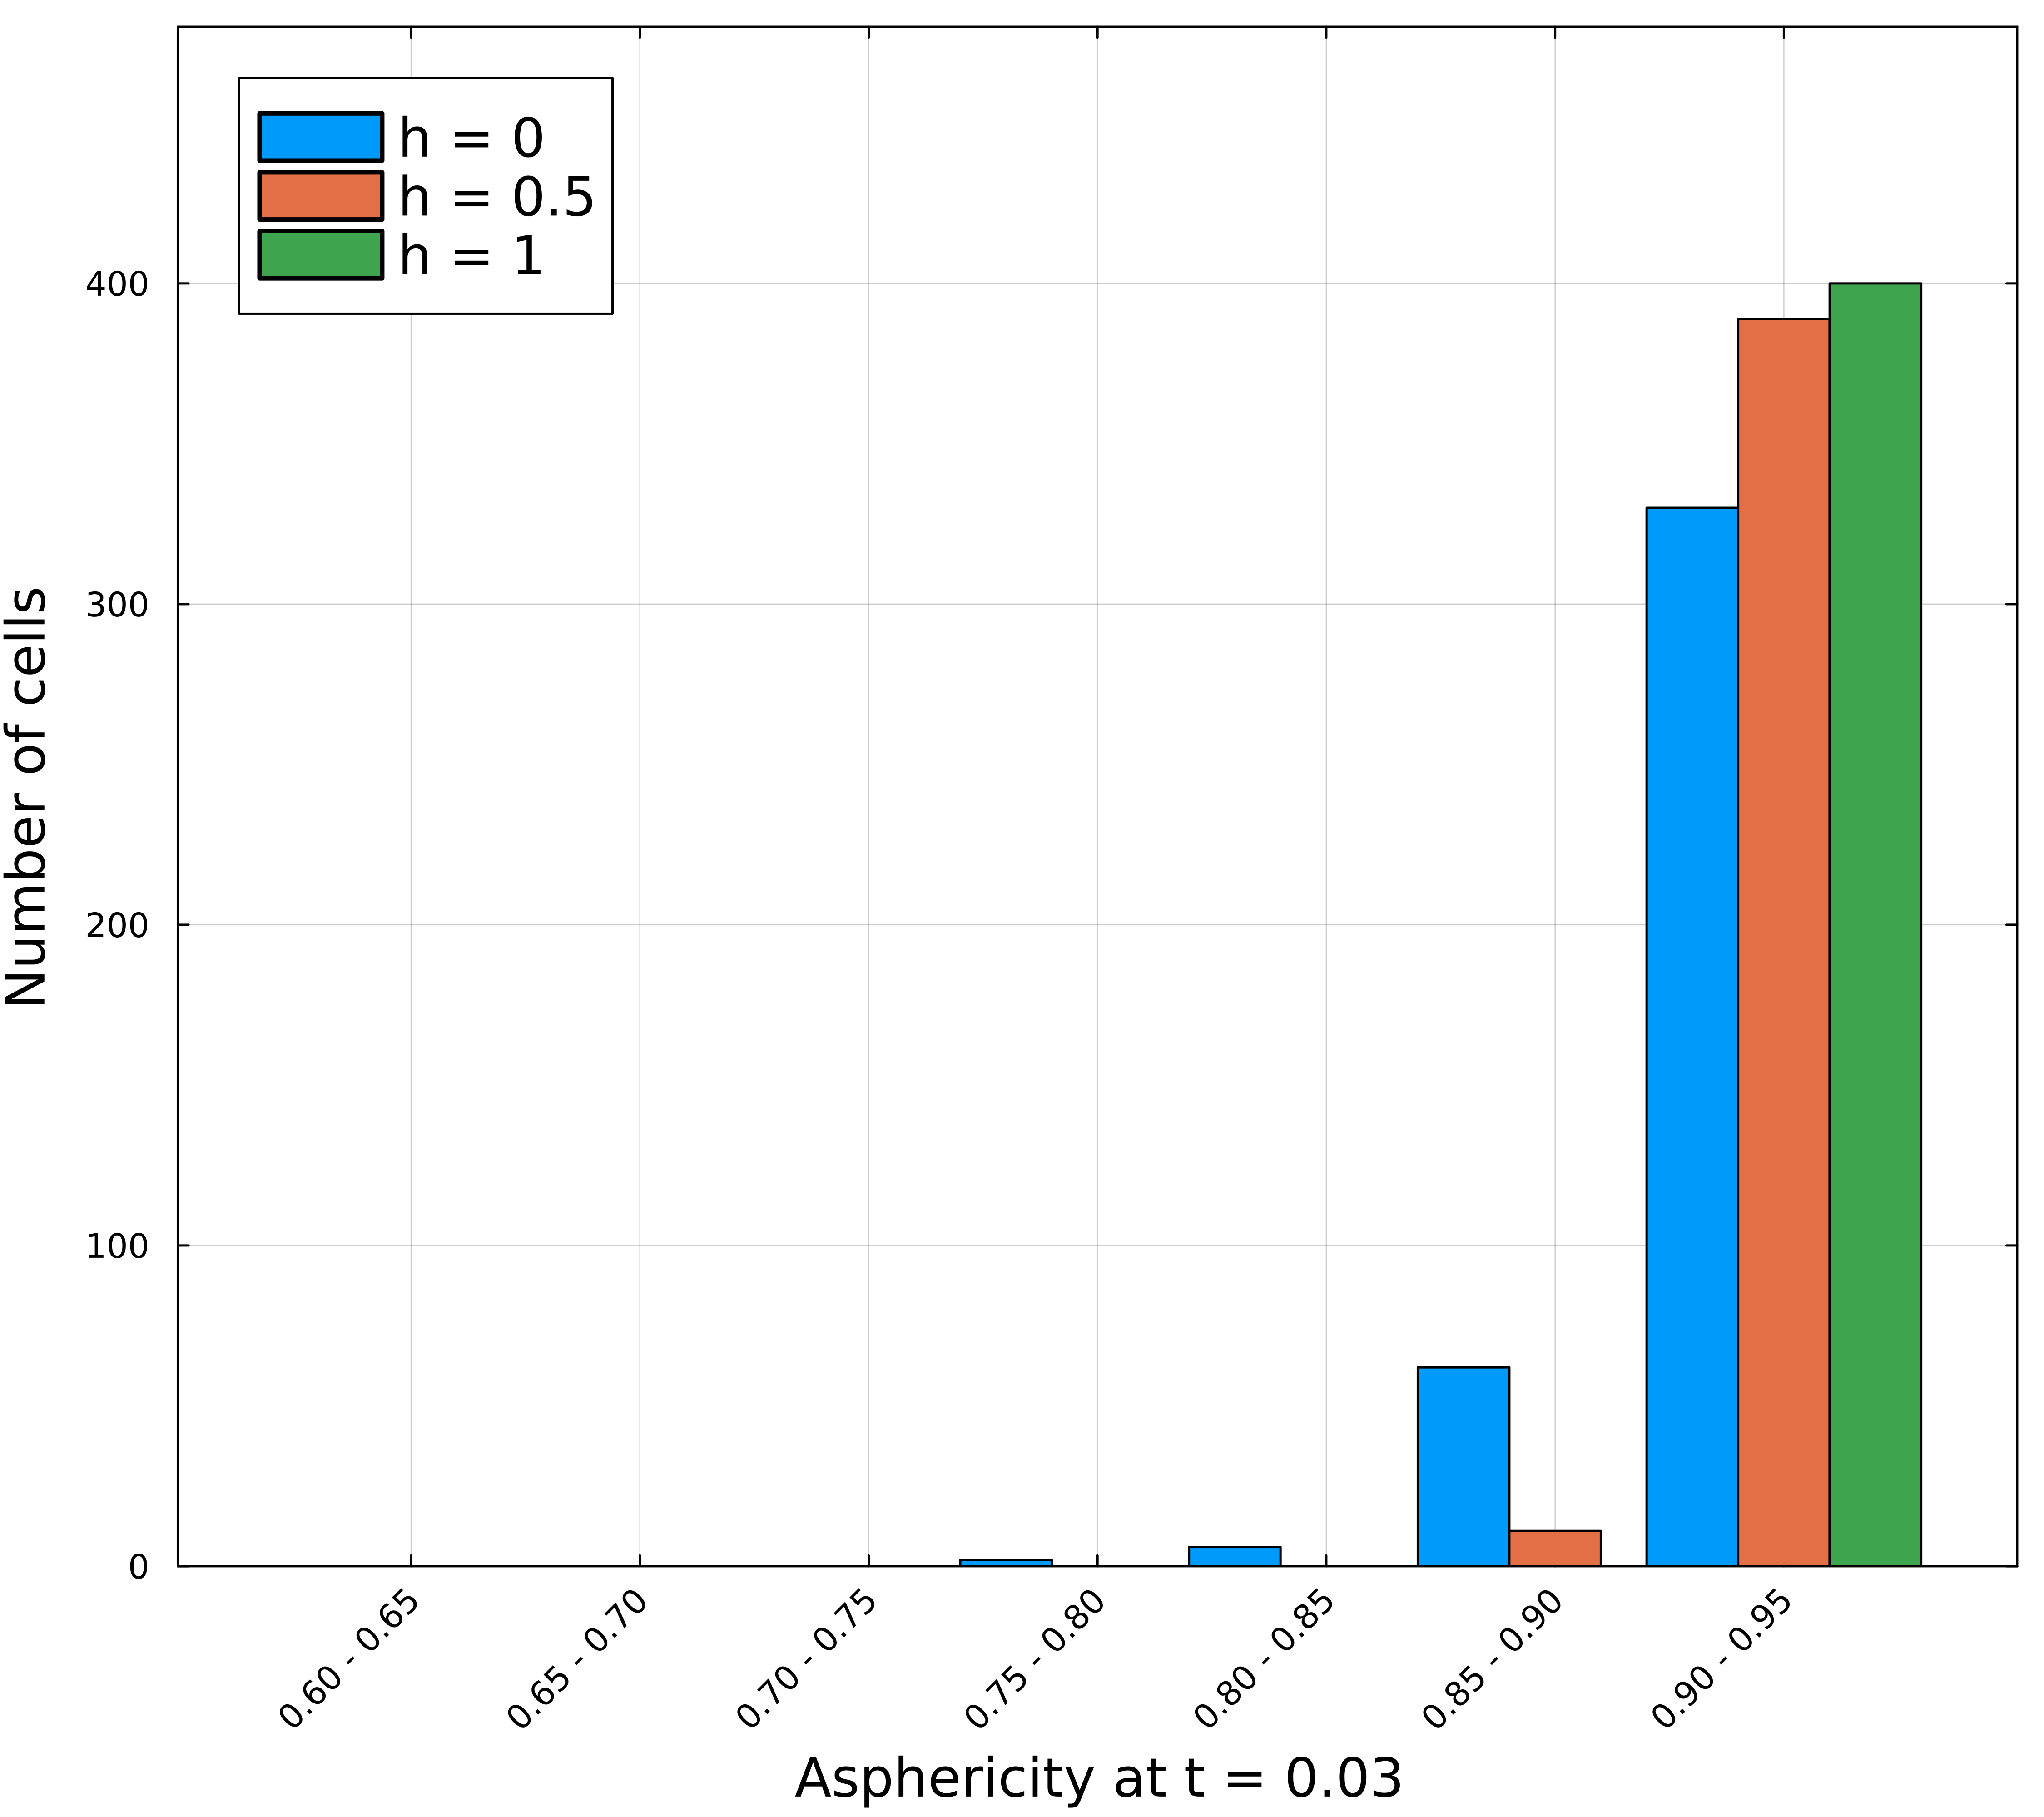 h = 0
h = 0.5
h = 1
400
300
200
100
0
Number of cells
0.60 - 0.65
0.65 - 0.70
0.70 - 0.75
0.75 - 0.80
0.80 - 0.85
0.85 - 0.90
0.90 - 0.95
Asphericity at t = 0.03